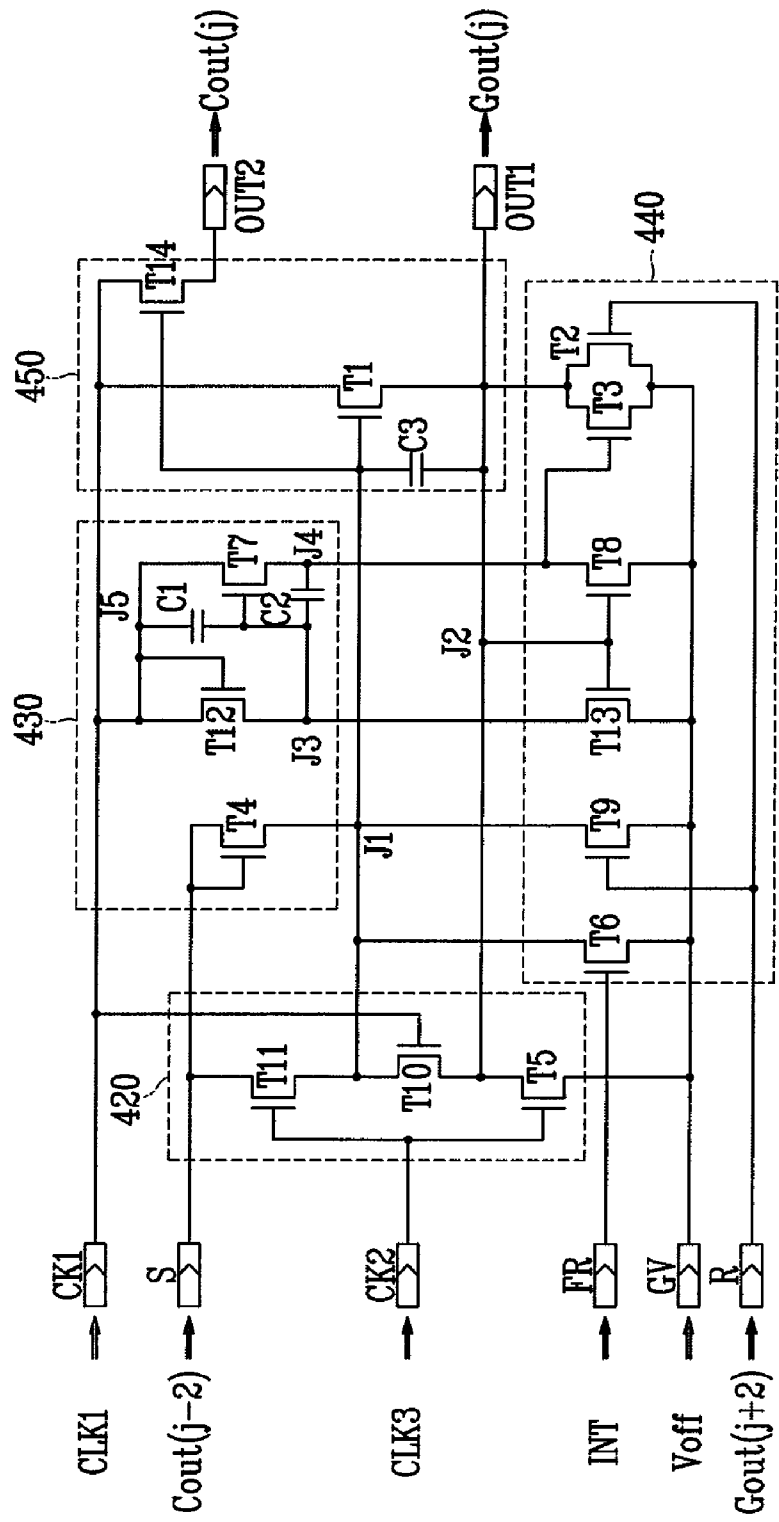 430
450
Cout(j)
OUT2
T14
J5
C1
T7
T12
C2
J4
J3
T4
T1
C3
420
CK1
CLK1
S
Cout(j-2)
T11
J1
J2
Gout(j)
OUT1
T10
CK2
CLK3
T5
440
T2
T3
T6
T9
T13
T8
FR
INT
GV
Voff
R
Gout(j+2)